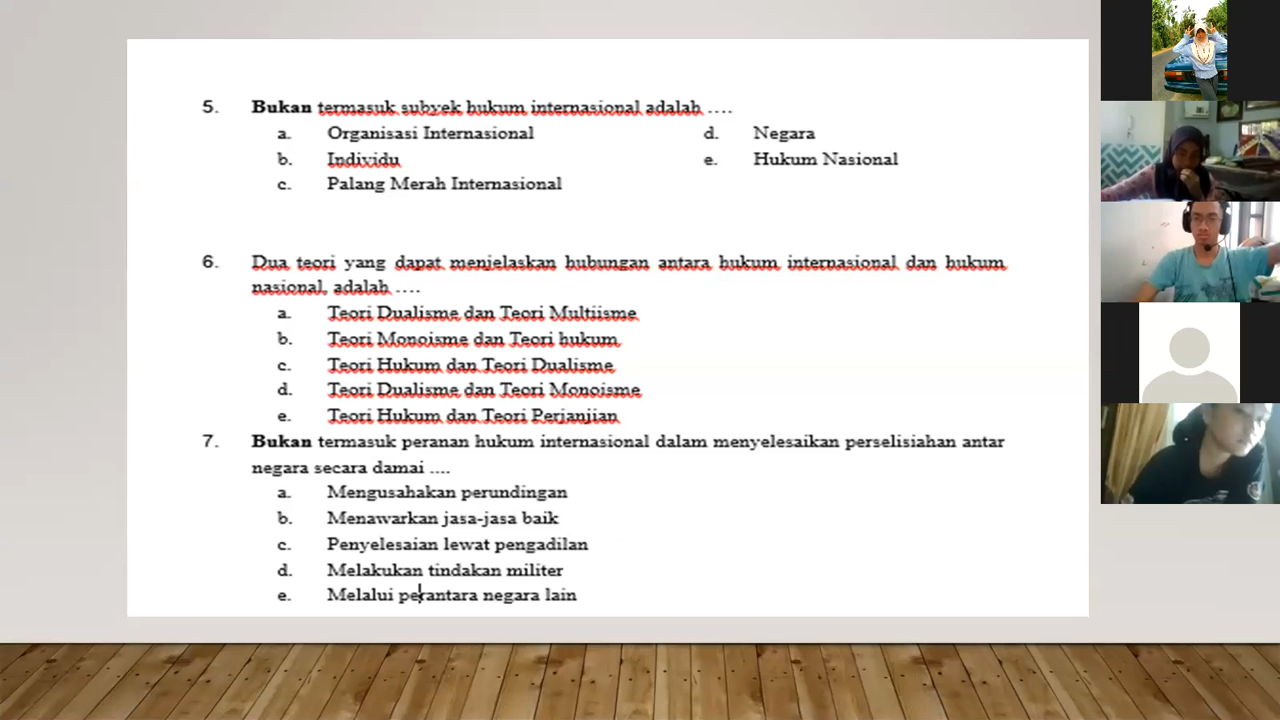 5. Bukan termasuk subyek hukum internasional adalah ....
a. Organisasi Internasional d. Negara
b. Individu e. Hukum Nasional
c. Palang Merah Internasional
6. Dua teori yang dapat menjelaskan hubungan antara hukum internasional dan hukum
nasional, adalah ....
a. Teori Dualisme dan Teori Multiisme
b. Teori Monoisme dan Teori hukum
c. Teori Hukum dan Teori Dualisme
d. Teori Dualisme dan Teori Monoisme
e. Teori Hukum dan Teori Perjanjian
7. Bukan termasuk peranan hukum internasional dalam menyelesaikan perselisiahan antar
negara secara damai ....
a. Mengusahakan perundingan
b. Menawarkan jasa-jasa baik
c. Penyelesaian lewat pengadilan
d. Melakukan tindakan militer
e. Melalui perantara negara lain